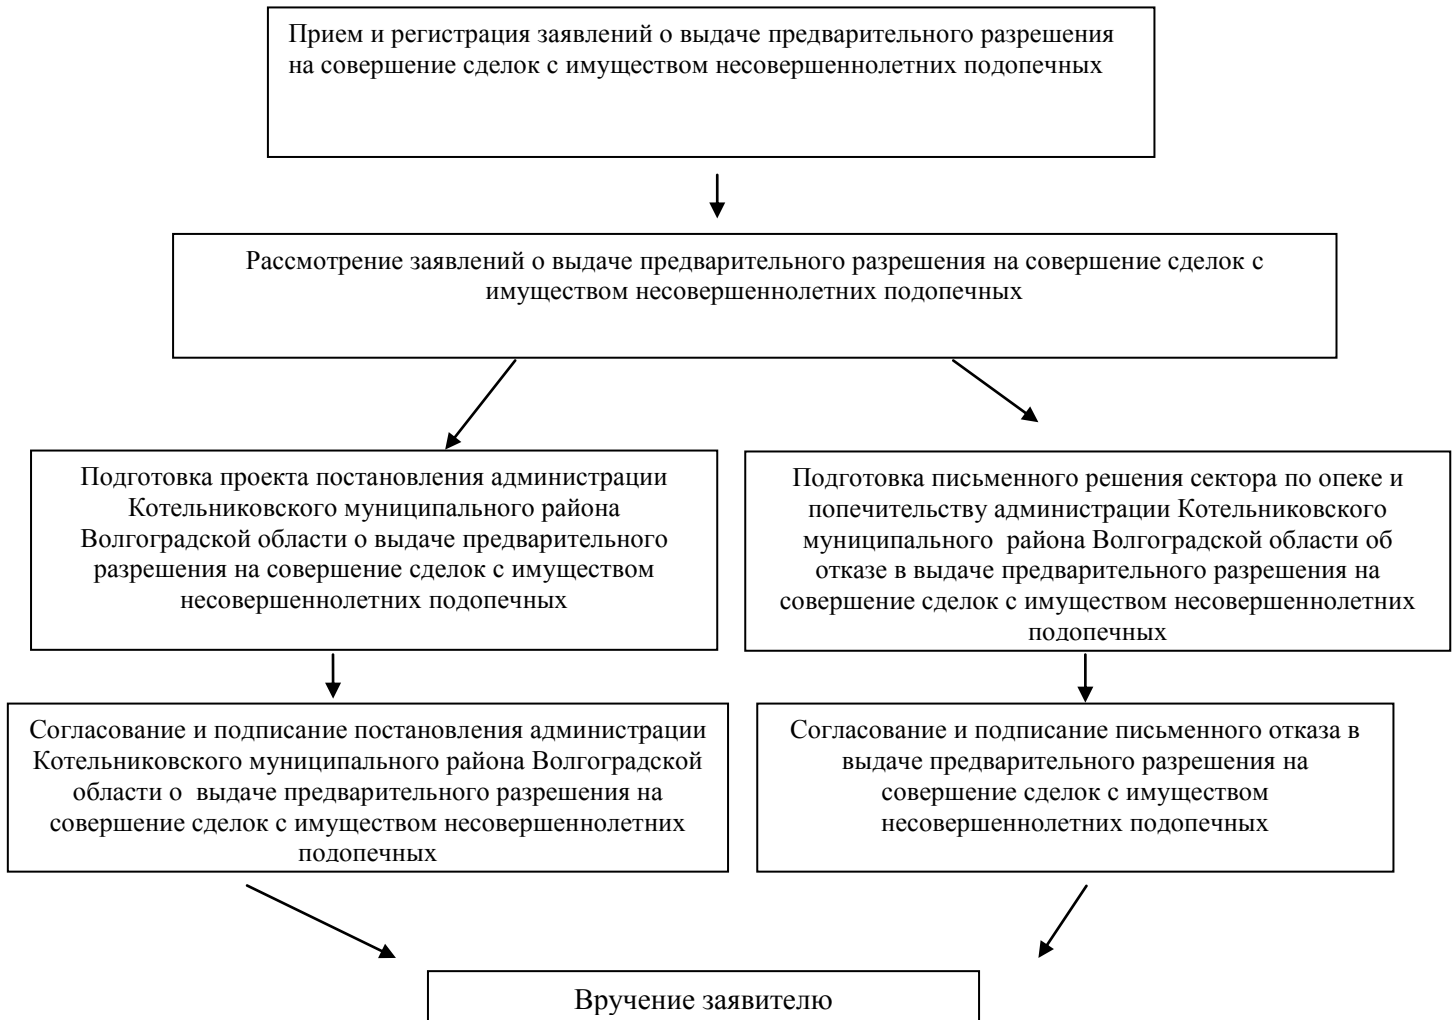 Прием и регистрация заявлений о выдаче предварительного разрешения
на совершение сделок с имуществом несовершеннолетних подопечных
Рассмотрение заявлений о выдаче предварительного разрешения на совершение сделок с
имуществом несовершеннолетних подопечных
Подготовка проекта постановления администрации
Котельниковского муниципального района
Волгоградской области о выдаче предварительного
разрешения на совершение сделок с имуществом
несовершеннолетних подопечных
Подготовка письменного решения сектора по опеке и
попечительству администрации Котельниковского
муниципального района Волгоградской области об
отказе в выдаче предварительного разрешения на
совершение сделок с имуществом несовершеннолетних
подопечных
Согласование и подписание постановления администрации
Котельниковского муниципального района Волгоградской
области о выдаче предварительного разрешения на
совершение сделок с имуществом несовершеннолетних
подопечных
Согласование и подписание письменного отказа в
выдаче предварительного разрешения на
совершение сделок с имуществом
несовершеннолетних подопечных
Вручение заявителю